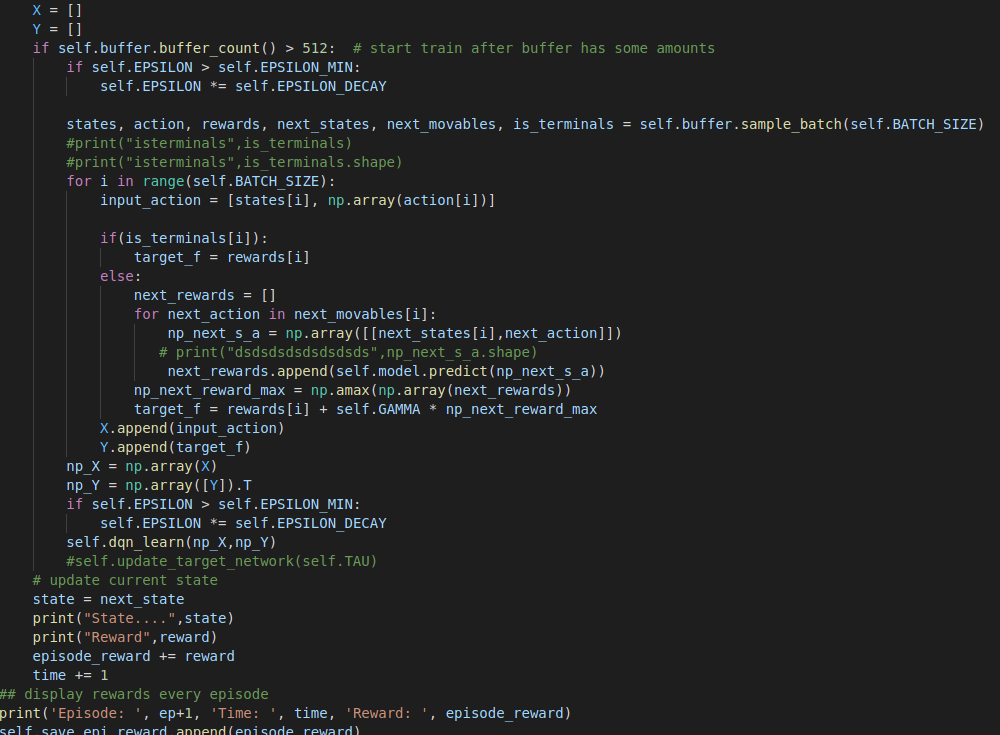 X = []
Y = []
if self.buffer.buffer_count() > 512:  # start train after buffer has some amounts
    if self.EPSILON > self.EPSILON_MIN:
        self.EPSILON *= self.EPSILON_DECAY

    states, action, rewards, next_states, next_movables, is_terminals = self.buffer.sample_batch(self.BATCH_SIZE)
    #print("isterminals",is_terminals)
    #print("isterminals",is_terminals.shape)
    for i in range(self.BATCH_SIZE):
        input_action = [states[i], np.array(action[i])]

        if(is_terminals[i]):
            target_f = rewards[i]
        else:
            next_rewards = []
            for next_action in next_movables[i]:
                np_next_s_a = np.array([[next_states[i],next_action]])
               # print("dsdsdsdsdsdsdsds",np_next_s_a.shape)
                next_rewards.append(self.model.predict(np_next_s_a))
            np_next_reward_max = np.amax(np.array(next_rewards))
            target_f = rewards[i] + self.GAMMA * np_next_reward_max
        X.append(input_action)
        Y.append(target_f)
    np_X = np.array(X)
    np_Y = np.array([Y]).T
    if self.EPSILON > self.EPSILON_MIN:
        self.EPSILON *= self.EPSILON_DECAY
    self.dqn_learn(np_X,np_Y)
    #self.update_target_network(self.TAU)
# update current state
state = next_state
print("State....",state)
print("Reward",reward)
episode_reward += reward
time += 1
## display rewards every episode
print('Episode: ', ep+1, 'Time: ', time, 'Reward: ', episode_reward)
self.save_epi_reward.append(episode_reward)